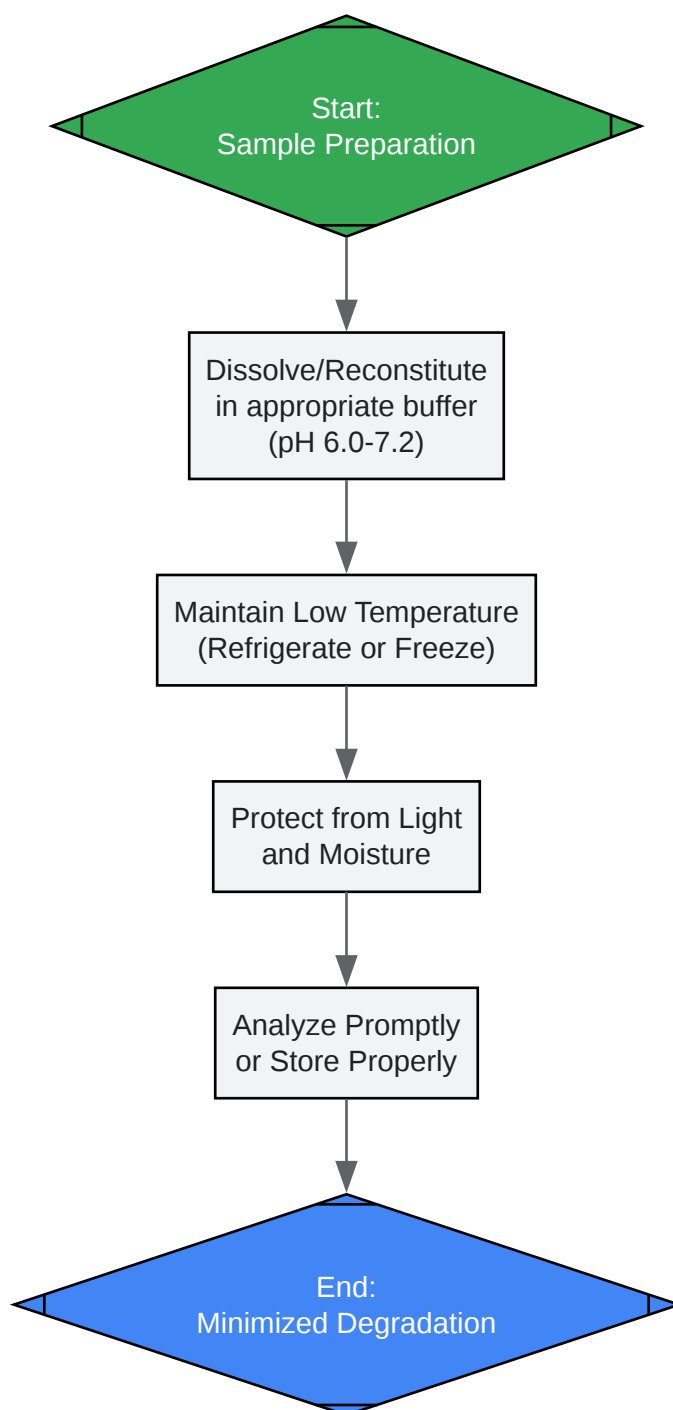 Start:
Sample Preparation
Dissolve/Reconstitute
in appropriate buffer
(pH 6.0-7.2)
Maintain Low Temperature
(Refrigerate or Freeze)
Protect from Light
and Moisture
Analyze Promptly
or Store Properly
End:
Minimized Degradation